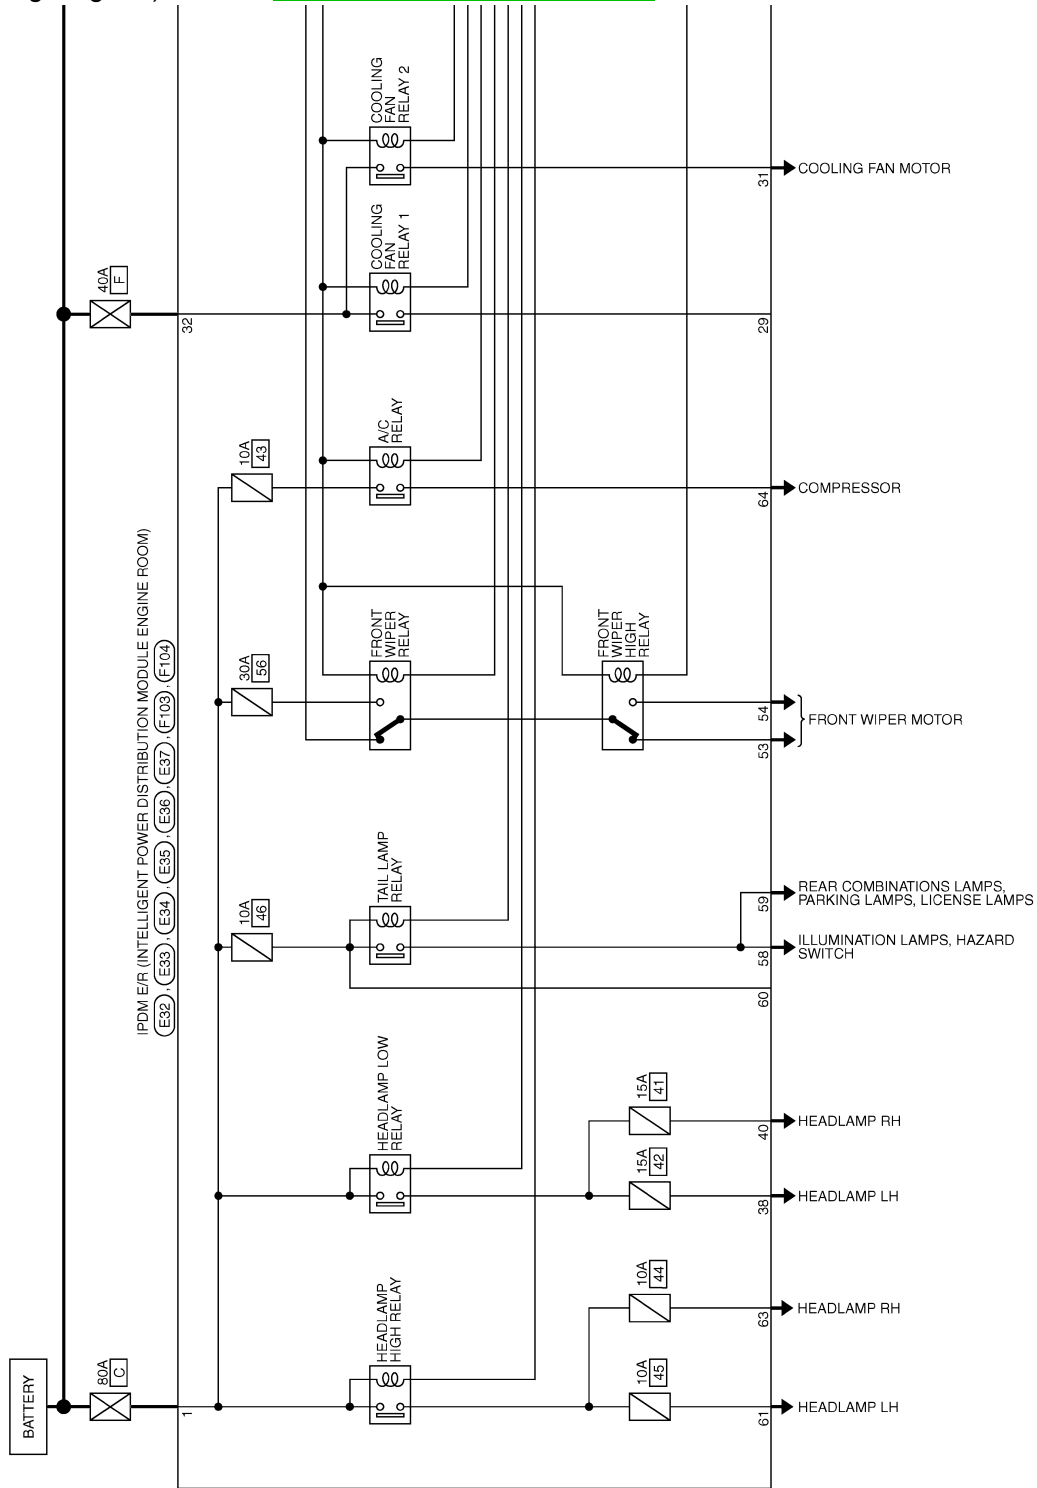 COOLING
FAN
RELAY 2
31
COOLING FAN MOTOR
COOLING
FAN
RELAY 1
40A
F
32
29
A/C
RELAY
10A
43
64
COMPRESSOR
IPDM E/R (INTELLIGENT POWER DISTRIBUTION MODULE ENGINE ROOM)
E32 , E33 , E34 , E35 , E36 , E37 , F103 , F104
FRONT
WIPER
RELAY
FRONT
WIPER
HIGH
RELAY
30A
56
54
53
FRONT WIPER MOTOR
TAIL LAMP
RELAY
10A
46
59
REAR COMBINATIONS LAMPS,
PARKING LAMPS, LICENSE LAMPS
58
ILLUMINATION LAMPS, HAZARD
SWITCH
60
HEADLAMP LOW
RELAY
15A
41
40
HEADLAMP RH
15A
42
38
HEADLAMP LH
HEADLAMP
HIGH RELAY
10A
44
63
HEADLAMP RH
BATTERY
80A
C
1
10A
45
61
HEADLAMP LH